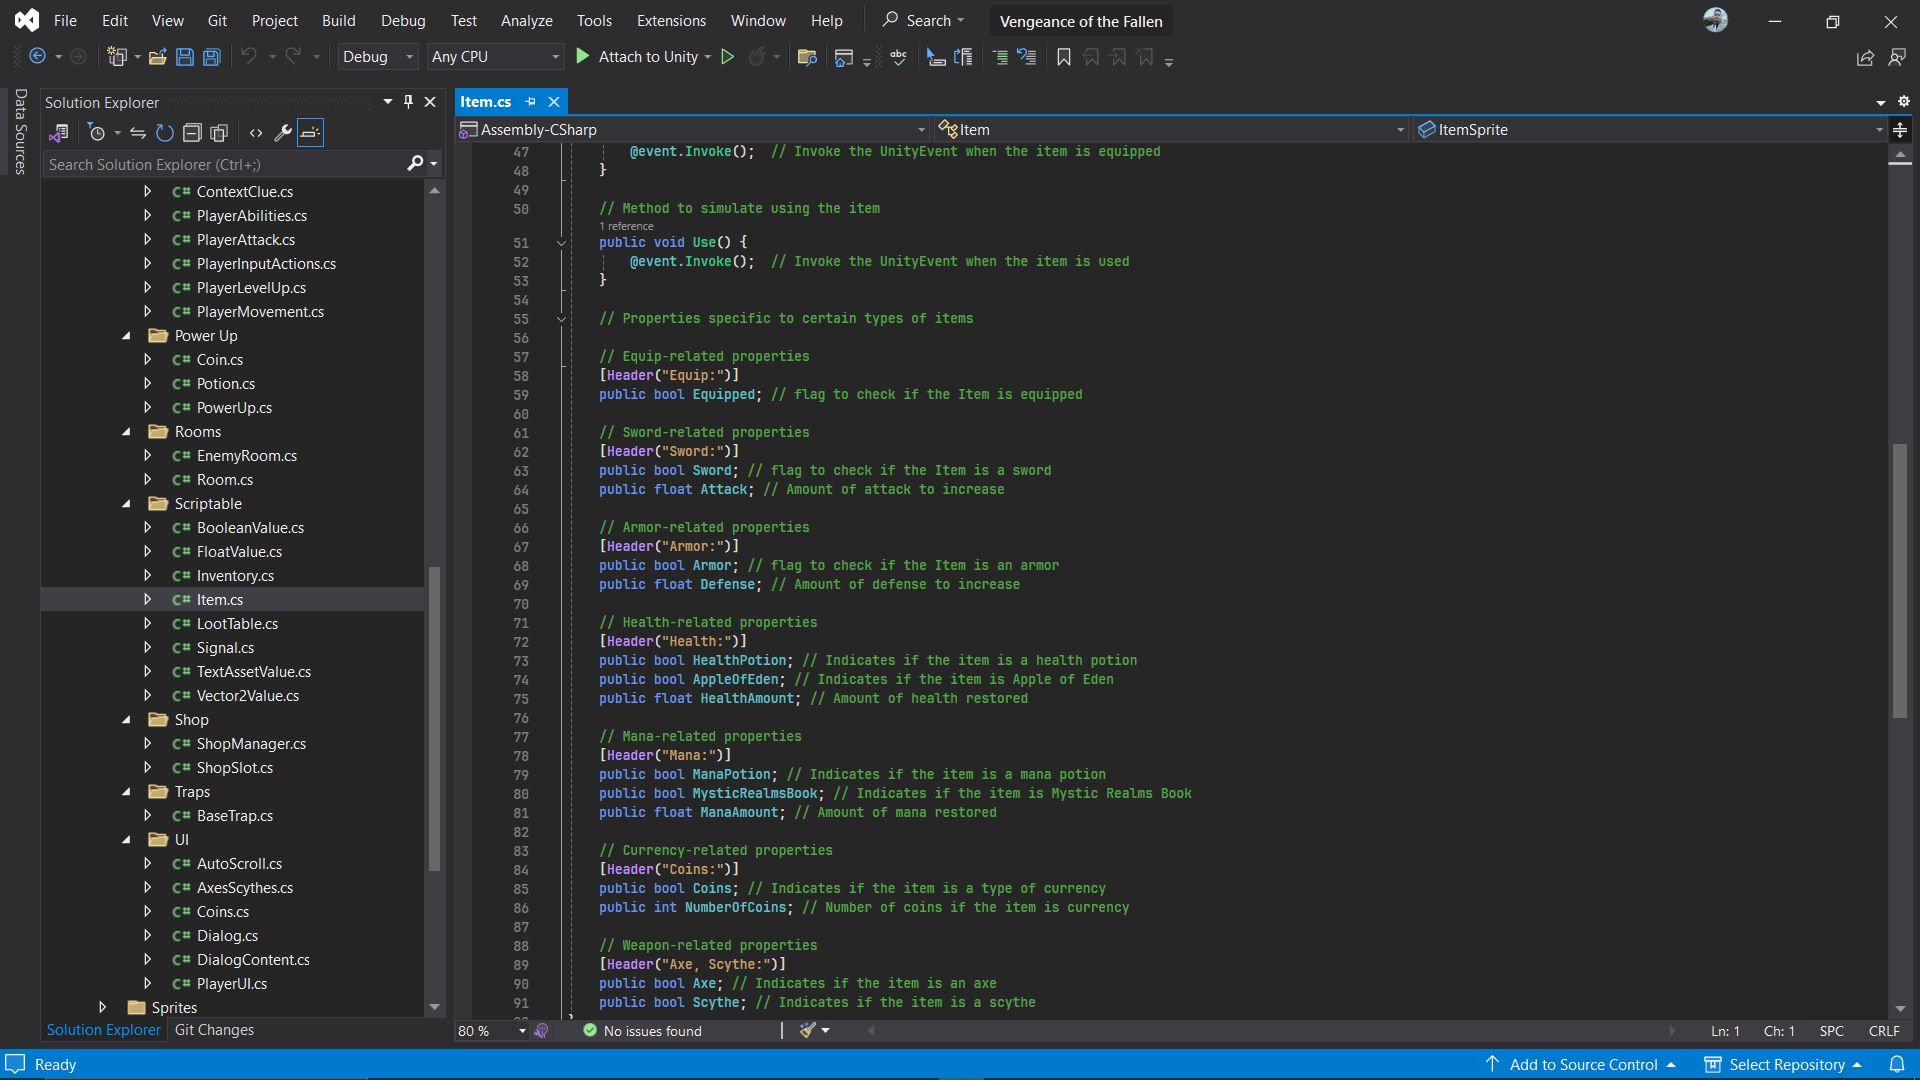 File Edit View Git Project Build Debug Test Analyze Tools Extensions Window Help Search Vengeance of the Fallen
Debug Any CPU Attach to Unity
Data Sources
Solution Explorer
Search Solution Explorer (Ctrl+;)
C# ContextClue.cs
C# PlayerAbilities.cs
C# PlayerAttack.cs
C# PlayerInputActions.cs
C# PlayerLevelUp.cs
C# PlayerMovement.cs
Power Up
C# Coin.cs
C# Potion.cs
C# PowerUp.cs
Rooms
C# EnemyRoom.cs
C# Room.cs
Scriptable
C# BooleanValue.cs
C# FloatValue.cs
C# Inventory.cs
C# Item.cs
C# LootTable.cs
C# Signal.cs
C# TextAssetValue.cs
C# Vector2Value.cs
Shop
C# ShopManager.cs
C# ShopSlot.cs
Traps
C# BaseTrap.cs
UI
C# AutoScroll.cs
C# AxesScythes.cs
C# Coins.cs
C# Dialog.cs
C# DialogContent.cs
C# PlayerUI.cs
Sprites
Solution Explorer Git Changes
Item.cs
Assembly-CSharp Item ItemSprite
47 @event.Invoke(); // Invoke the UnityEvent when the item is equipped
48 }
49
50 // Method to simulate using the item
1 reference
51 public void Use() {
52 @event.Invoke(); // Invoke the UnityEvent when the item is used
53 }
54
55 // Properties specific to certain types of items
56
57 // Equip-related properties
58 [Header("Equip:")]
59 public bool Equipped; // flag to check if the Item is equipped
60
61 // Sword-related properties
62 [Header("Sword:")]
63 public bool Sword; // flag to check if the Item is a sword
64 public float Attack; // Amount of attack to increase
65
66 // Armor-related properties
67 [Header("Armor:")]
68 public bool Armor; // flag to check if the Item is an armor
69 public float Defense; // Amount of defense to increase
70
71 // Health-related properties
72 [Header("Health:")]
73 public bool HealthPotion; // Indicates if the item is a health potion
74 public bool AppleOfEden; // Indicates if the item is Apple of Eden
75 public float HealthAmount; // Amount of health restored
76
77 // Mana-related properties
78 [Header("Mana:")]
79 public bool ManaPotion; // Indicates if the item is a mana potion
80 public bool MysticRealmsBook; // Indicates if the item is Mystic Realms Book
81 public float ManaAmount; // Amount of mana restored
82
83 // Currency-related properties
84 [Header("Coins:")]
85 public bool Coins; // Indicates if the item is a type of currency
86 public int NumberOfCoins; // Number of coins if the item is currency
87
88 // Weapon-related properties
89 [Header("Axe, Scythe:")]
90 public bool Axe; // Indicates if the item is an axe
91 public bool Scythe; // Indicates if the item is a scythe
80 % No issues found Ln: 1 Ch: 1 SPC CRLF
Ready Add to Source Control Select Repository